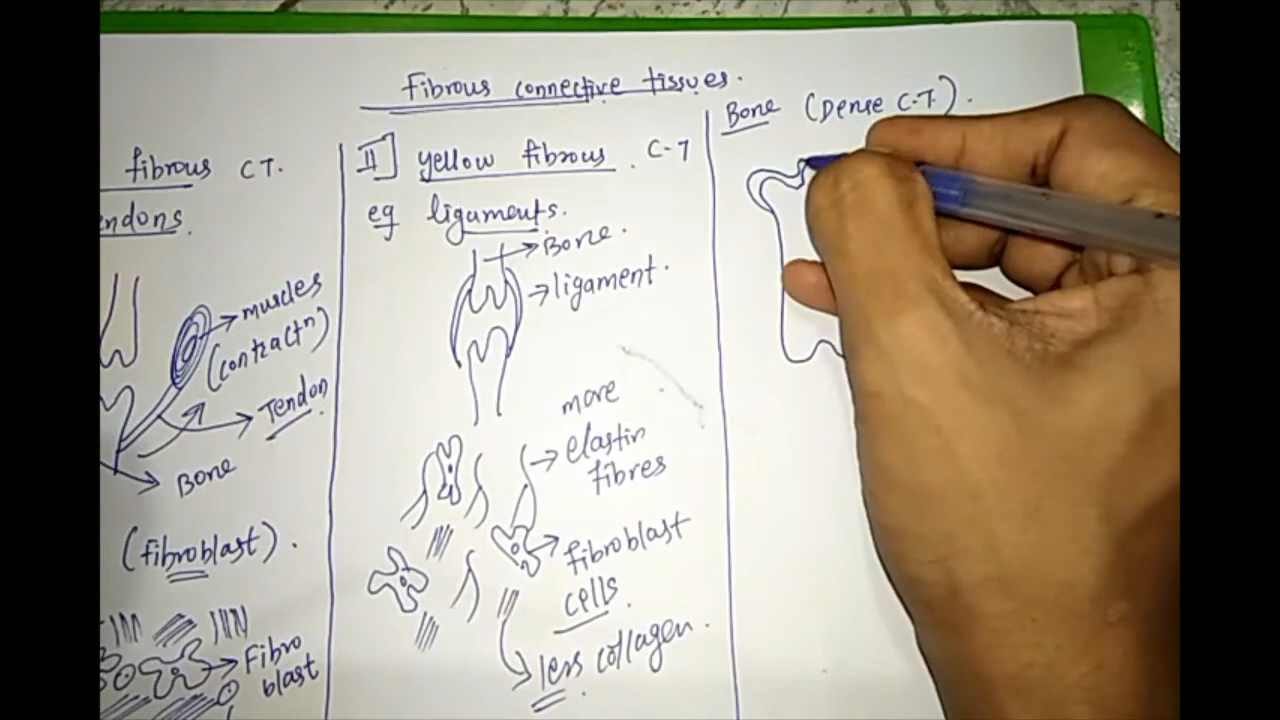 Fibrous connective tissues.
fibrous CT.
endons.
muscles
(contractn)
Tendon
Bone
(fibroblast).
Fibro
blast
II] yellow fibrous. C-T
eg ligaments.
Bone.
ligament.
more
elastin
fibres
fibroblast
cells.
less collagen.
Bone (Dense C.T.).